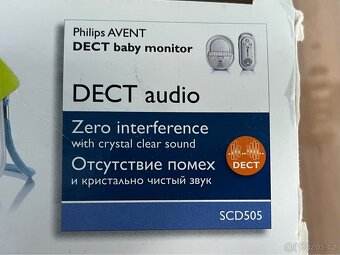 Philips AVENT
DECT baby monitor
DECT audio
Zero interference
with crystal clear sound
DECT
Отсутствие помех
и кристально чистый звук
SCD505